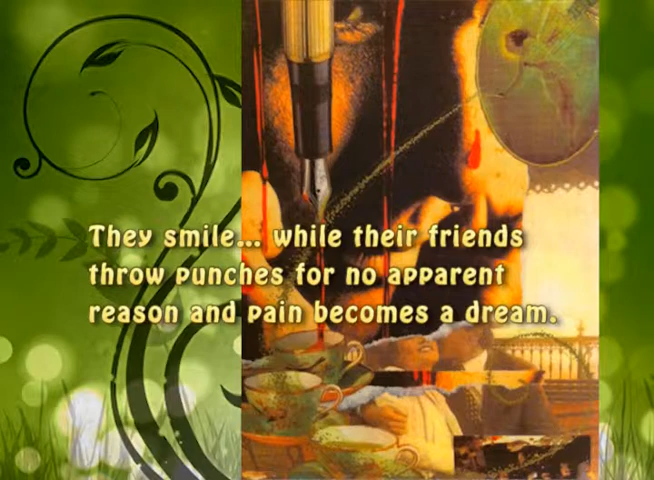 They smile... while their friends
throw punches for no apparent
reason and pain becomes a dream.